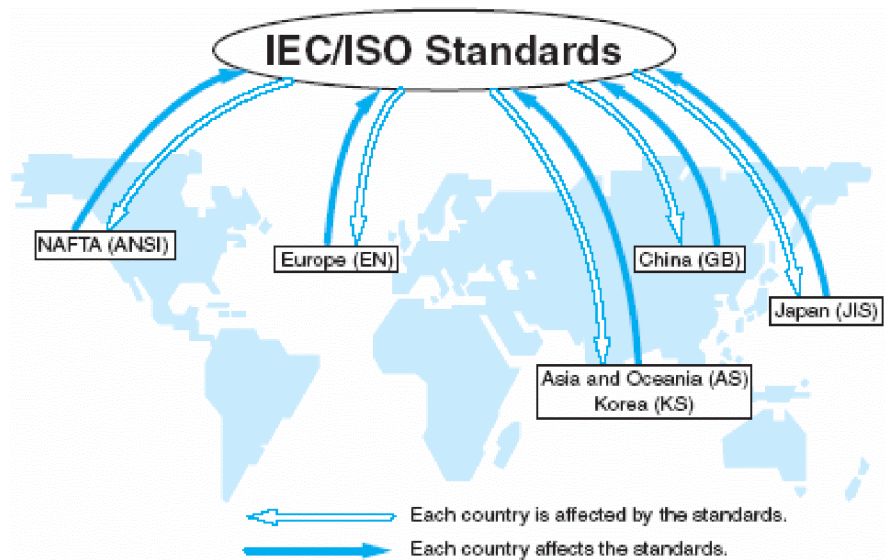 IEC/ISO Standards
NAFTA (ANSI)
Europe (EN)
China (GB)
Japan (JIS)
Asia and Oceania (AS)
Korea (KS)
Each country is affected by the standards.
Each country affects the standards.